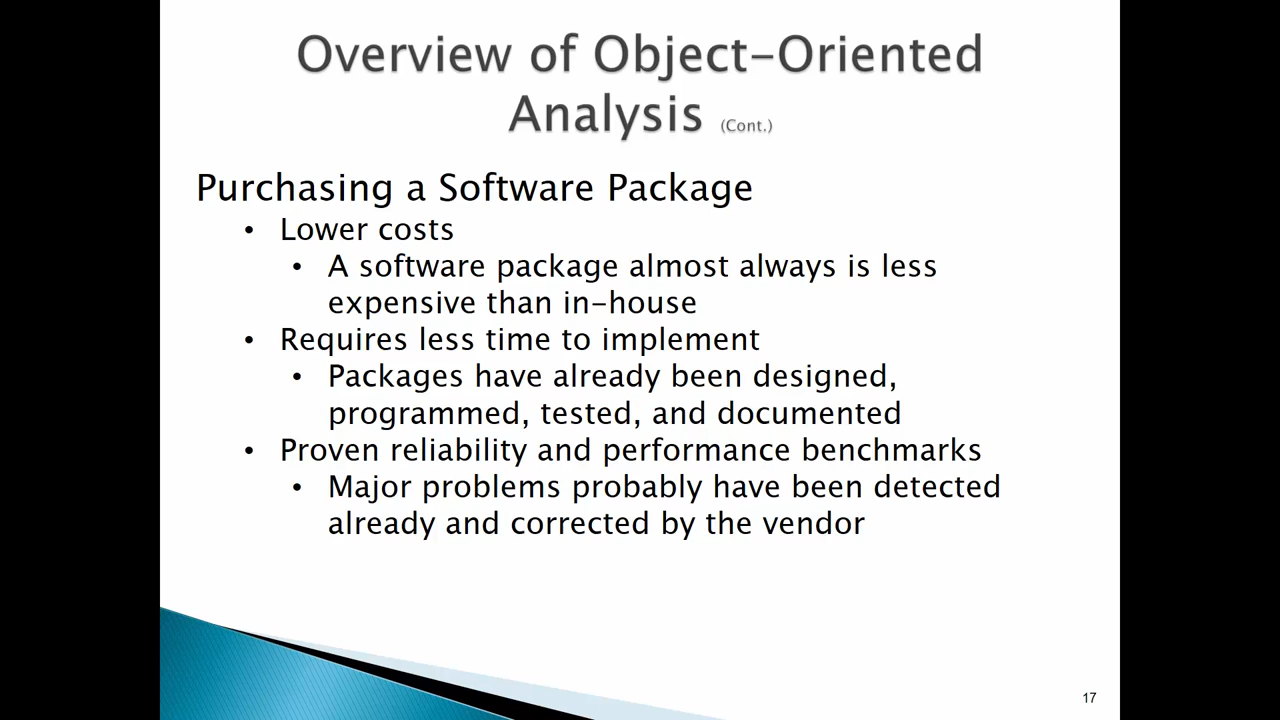 Overview of Object-Oriented
Analysis (Cont.)
Purchasing a Software Package
• Lower costs
• A software package almost always is less
expensive than in-house
• Requires less time to implement
• Packages have already been designed,
programmed, tested, and documented
• Proven reliability and performance benchmarks
• Major problems probably have been detected
already and corrected by the vendor
17